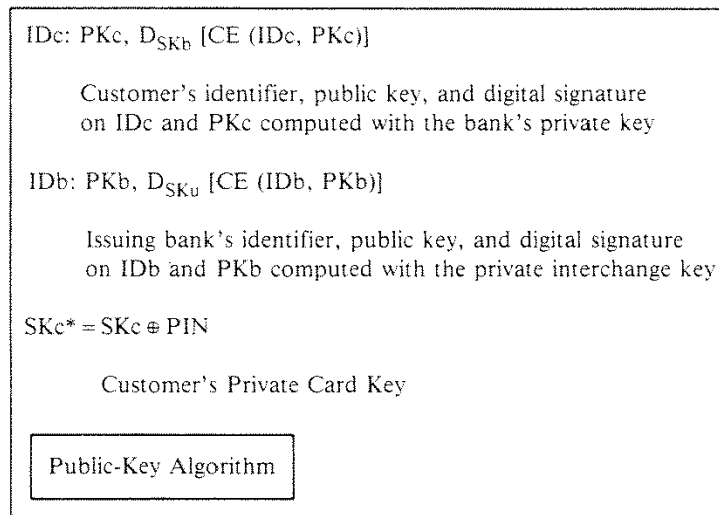 IDc: PKc, D_SKb [CE (IDc, PKc)]
Customer's identifier, public key, and digital signature
on IDc and PKc computed with the bank's private key
IDb: PKb, D_SKu [CE (IDb, PKb)]
Issuing bank's identifier, public key, and digital signature
on IDb and PKb computed with the private interchange key
SKc* = SKc ⊕ PIN
Customer's Private Card Key
Public-Key Algorithm